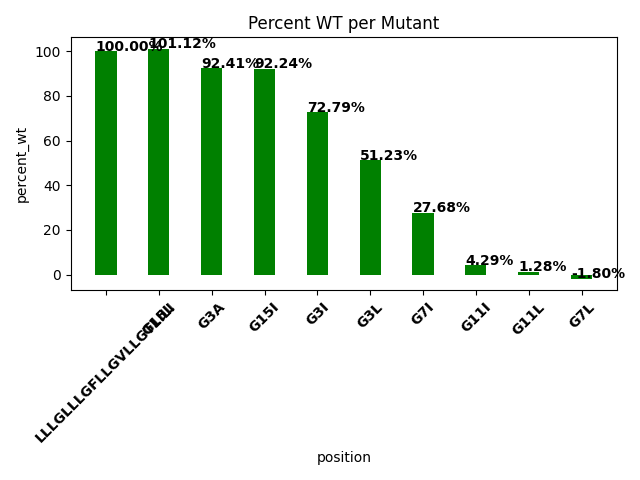 Percent WT per Mutant
percent_wt
100
80
60
40
20
0
100.00%
101.12%
92.41%
92.24%
72.79%
51.23%
27.68%
4.29%
1.28%
-1.80%
G3A
G15I
G3I
G3L
G7I
G11I
G11L
G7L
position